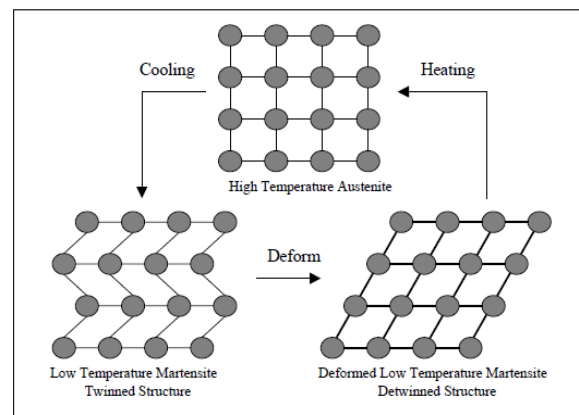 Cooling
Heating
High Temperature Austenite
Deform
Low Temperature Martensite
Twinned Structure
Deformed Low Temperature Martensite
Detwinned Structure